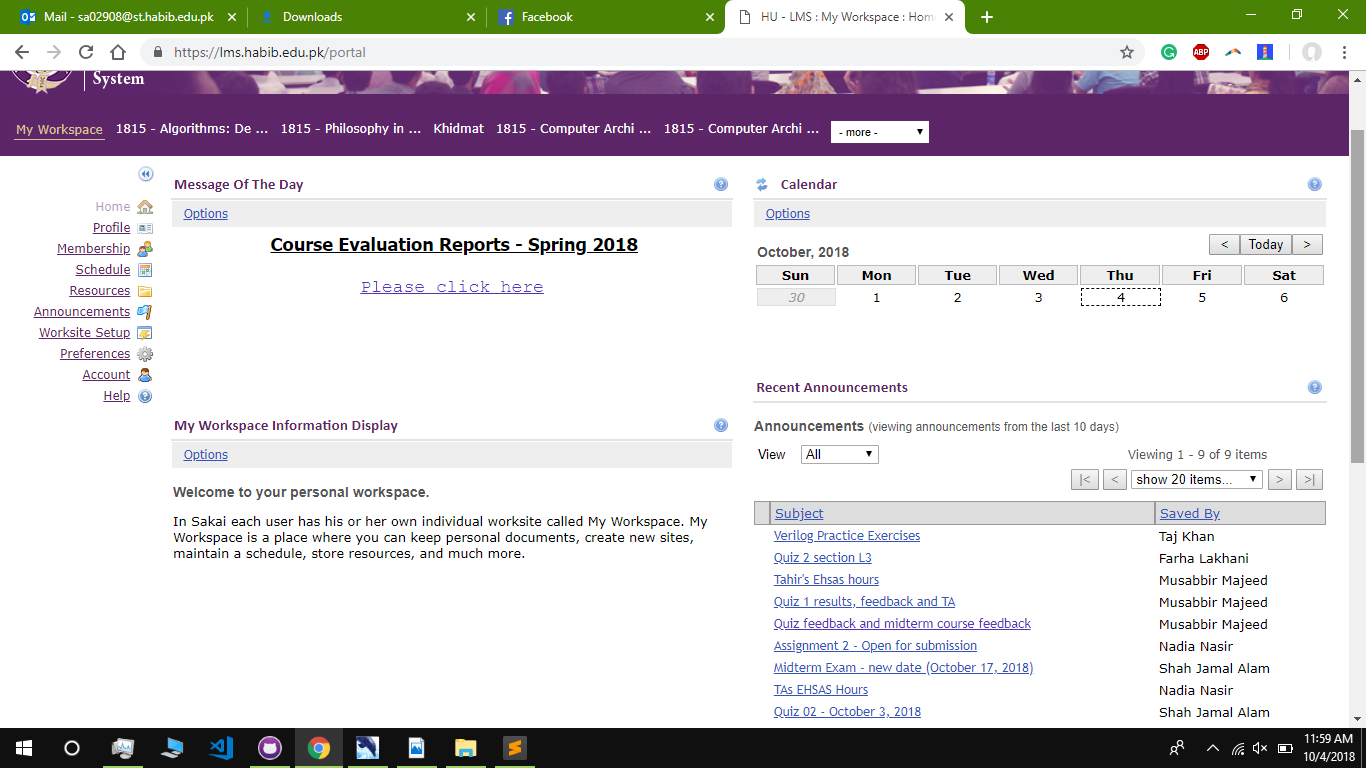 Mail - sa02908@st.habib.edu.pk
Downloads
Facebook
HU - LMS : My Workspace : Hom
https://lms.habib.edu.pk/portal
ABP
System
My Workspace
1815 - Algorithms: De ...
1815 - Philosophy in ...
Khidmat
1815 - Computer Archi ...
1815 - Computer Archi ...
- more -
Home
Profile
Membership
Schedule
Resources
Announcements
Worksite Setup
Preferences
Account
Help
Message Of The Day
Options
Course Evaluation Reports - Spring 2018
Please click here
My Workspace Information Display
Options
Welcome to your personal workspace.
In Sakai each user has his or her own individual worksite called My Workspace. My
Workspace is a place where you can keep personal documents, create new sites,
maintain a schedule, store resources, and much more.
Calendar
Options
October, 2018
< Today >
Sun Mon Tue Wed Thu Fri Sat
30 1 2 3 4 5 6
Recent Announcements
Announcements (viewing announcements from the last 10 days)
View All
Viewing 1 - 9 of 9 items
|< < show 20 items... > >|
Subject Saved By
Verilog Practice Exercises Taj Khan
Quiz 2 section L3 Farha Lakhani
Tahir's Ehsas hours Musabbir Majeed
Quiz 1 results, feedback and TA Musabbir Majeed
Quiz feedback and midterm course feedback Musabbir Majeed
Assignment 2 - Open for submission Nadia Nasir
Midterm Exam - new date (October 17, 2018) Shah Jamal Alam
TAs EHSAS Hours Nadia Nasir
Quiz 02 - October 3, 2018 Shah Jamal Alam
11:59 AM
10/4/2018